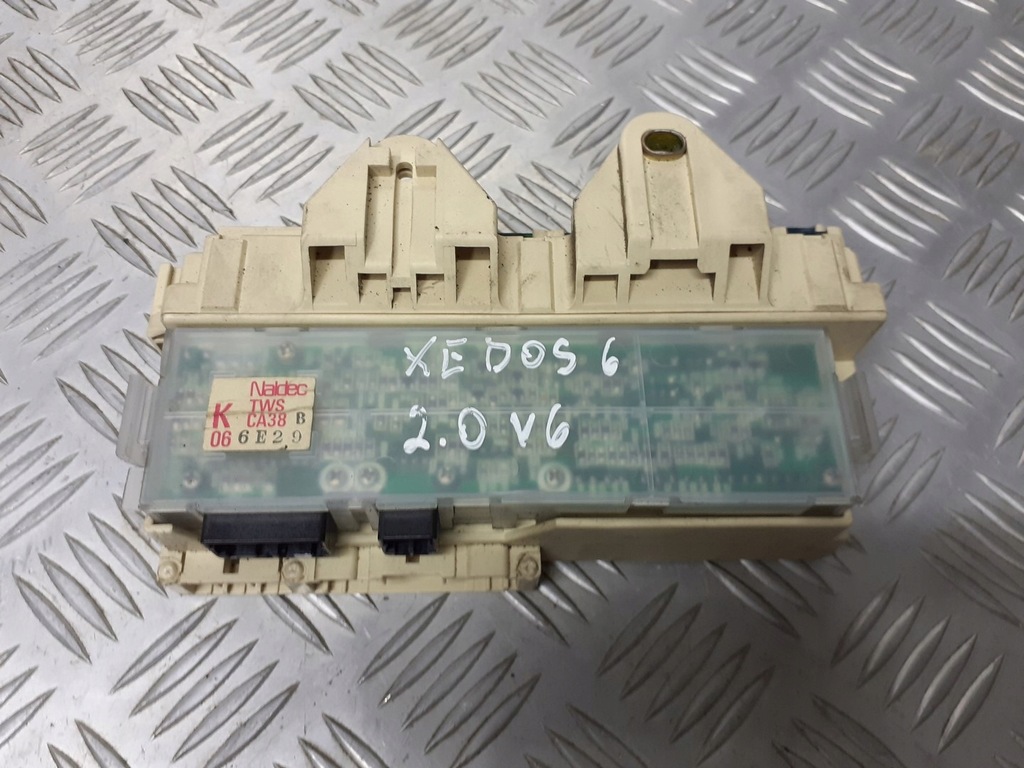 XEDOS 6
2.0 V6
Naldec
TWS
K CA38 B
06 6E29